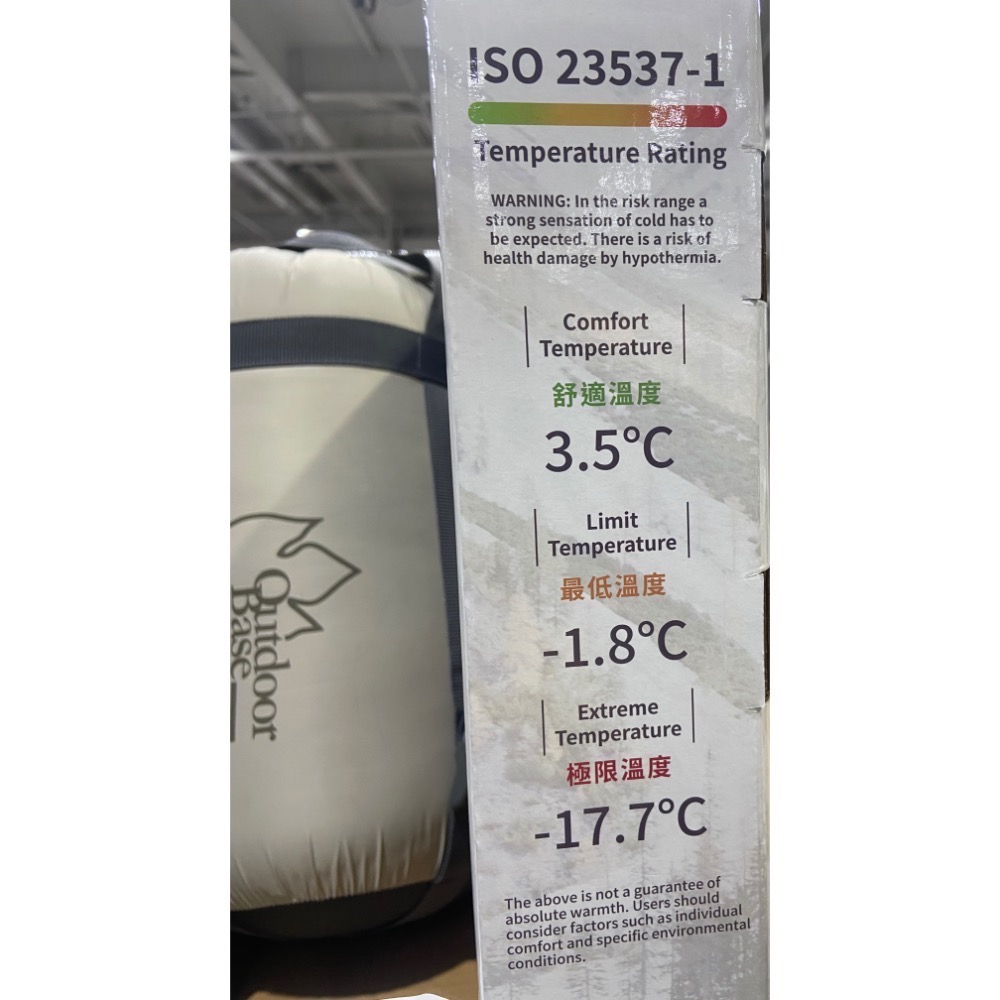 ISO 23537-1
Temperature Rating
WARNING: In the risk range a
strong sensation of cold has to
be expected. There is a risk of
health damage by hypothermia.
Comfort
Temperature
舒適溫度
3.5°C
Limit
Temperature
最低溫度
-1.8°C
Extreme
Temperature
極限溫度
-17.7°C
The above is not a guarantee of
absolute warmth. Users should
consider factors such as individual
comfort and specific environmental
conditions.
Outdoor
Base